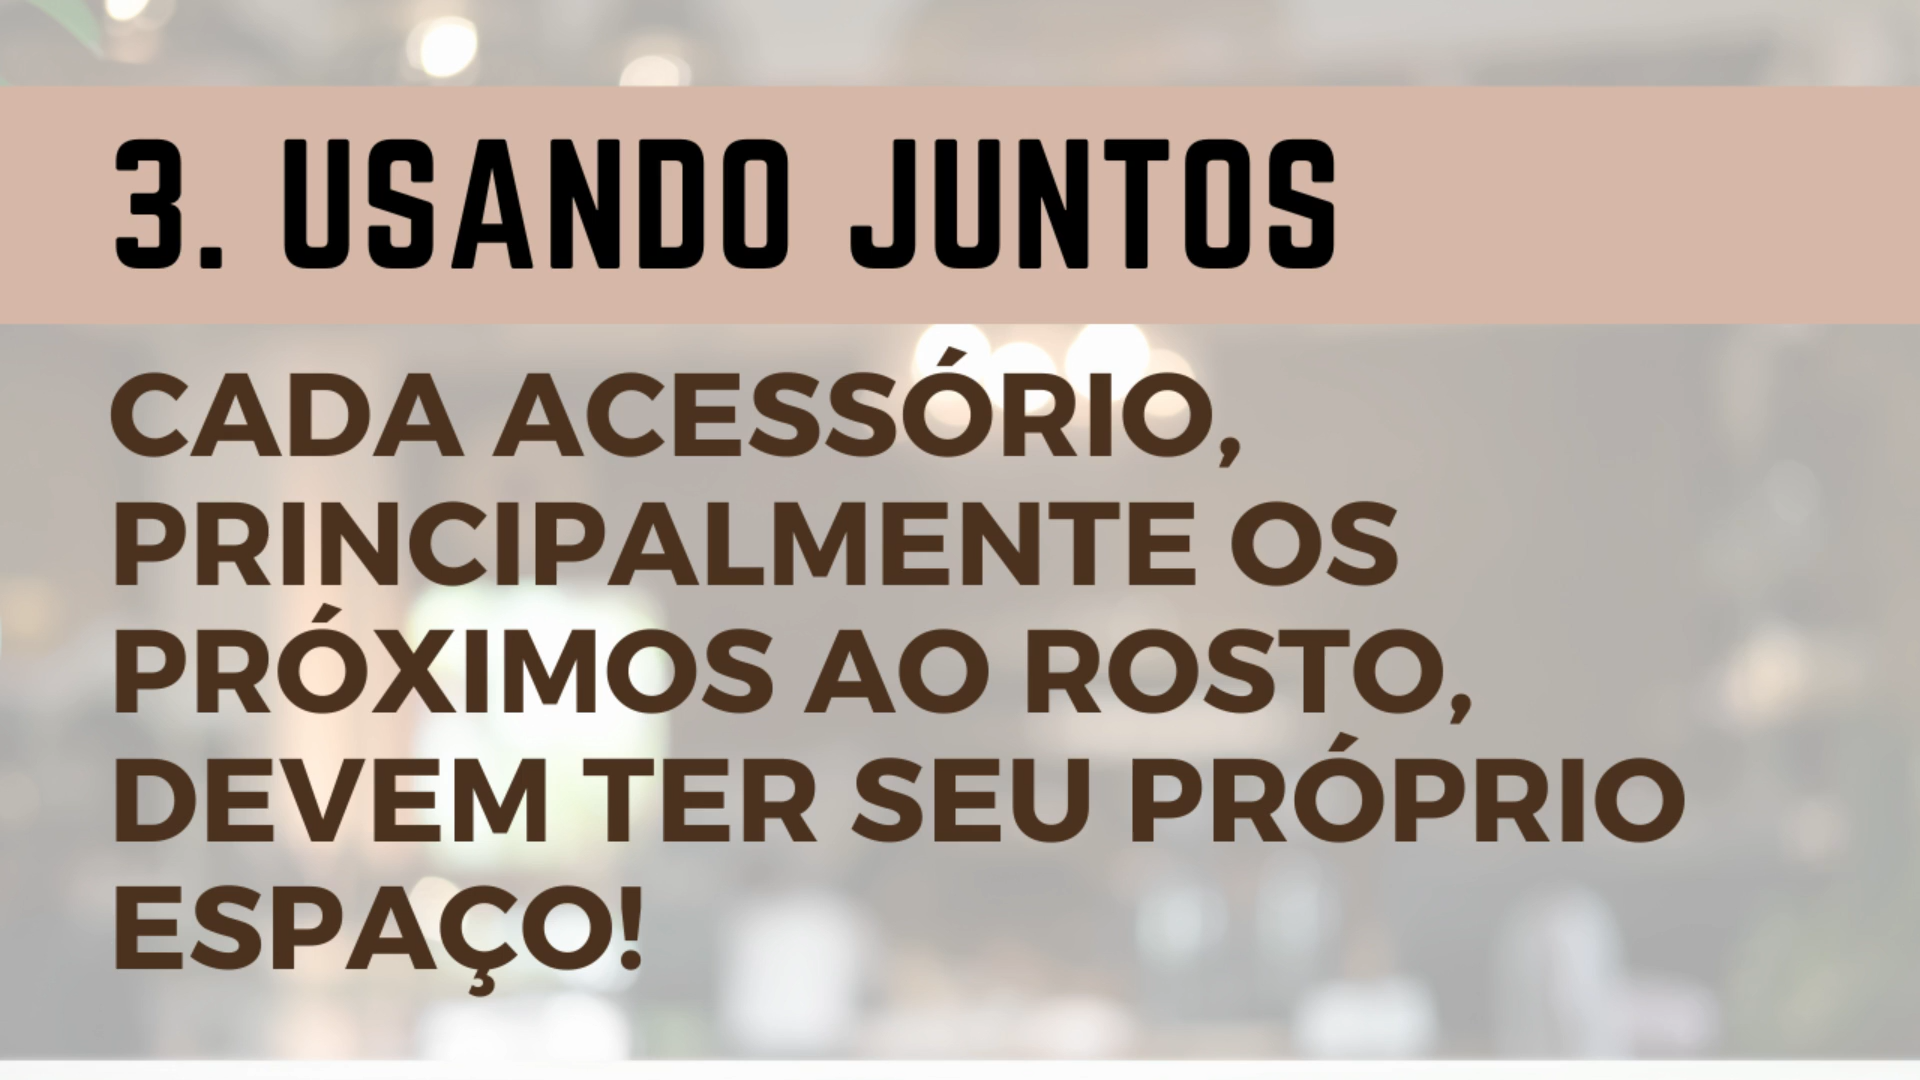 3. USANDO JUNTOS
CADA ACESSÓRIO,
PRINCIPALMENTE OS
PRÓXIMOS AO ROSTO,
DEVEM TER SEU PRÓPRIO
ESPAÇO!